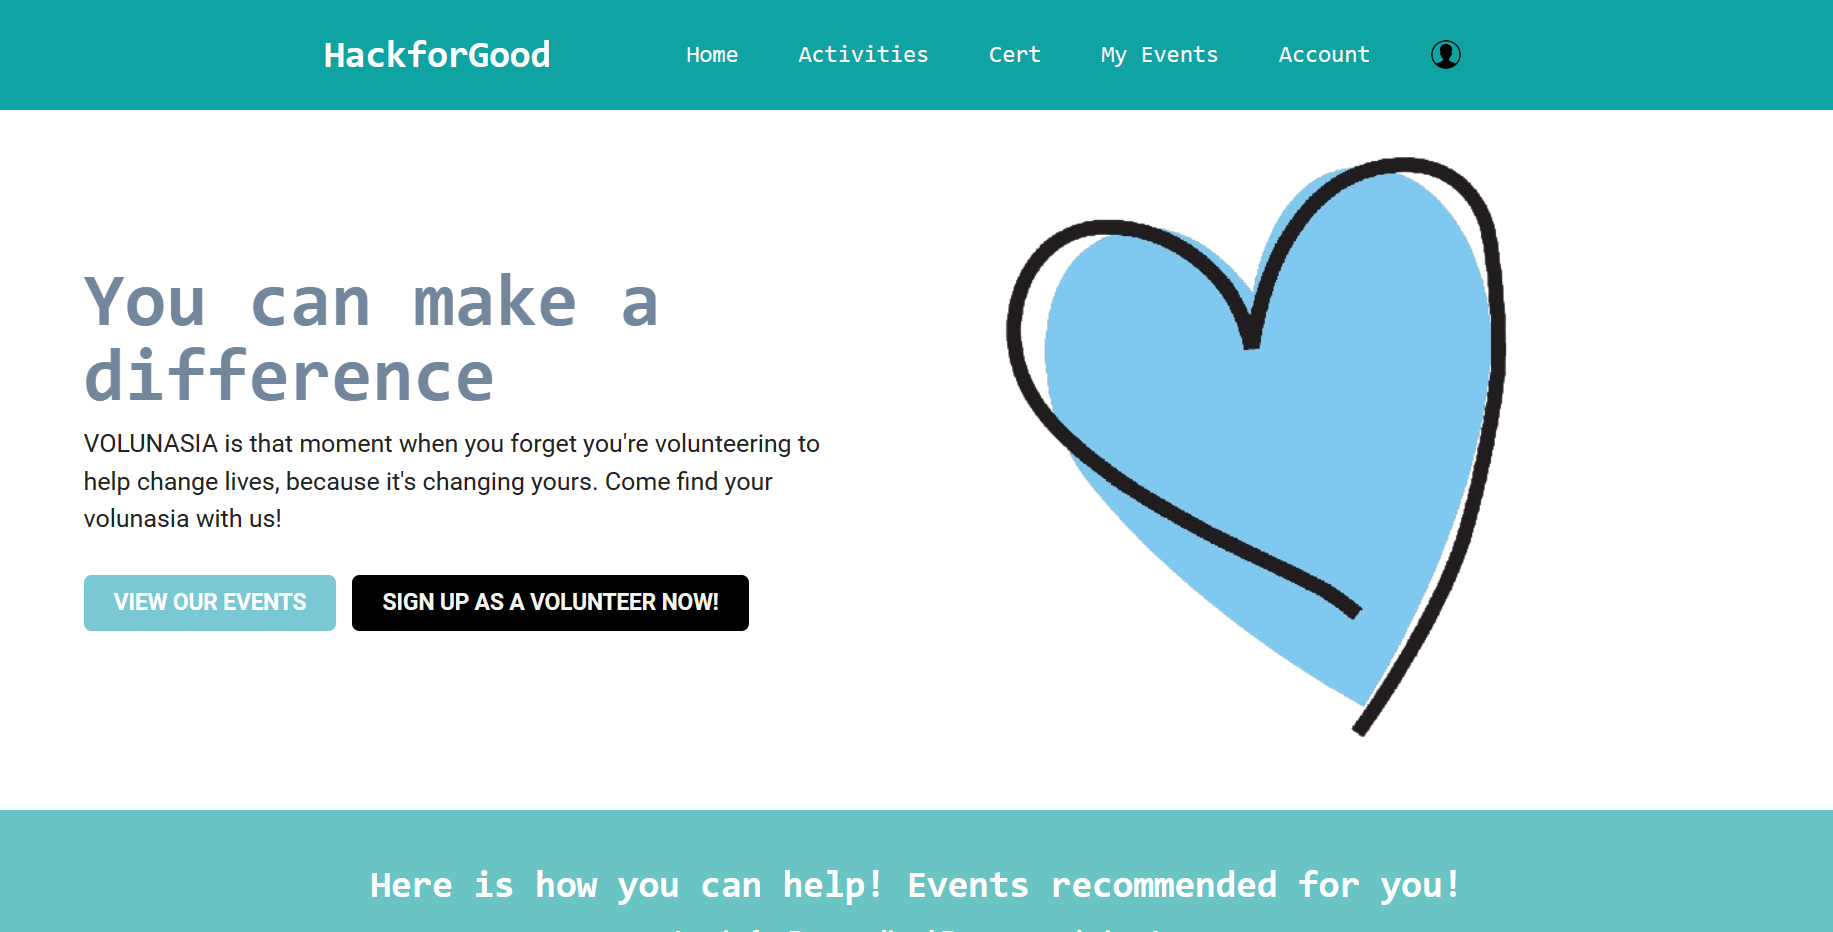 HackforGood
Home Activities Cert My Events Account
You can make a
difference
VOLUNASIA is that moment when you forget you're volunteering to
help change lives, because it's changing yours. Come find your
volunasia with us!
VIEW OUR EVENTS SIGN UP AS A VOLUNTEER NOW!
Here is how you can help! Events recommended for you!